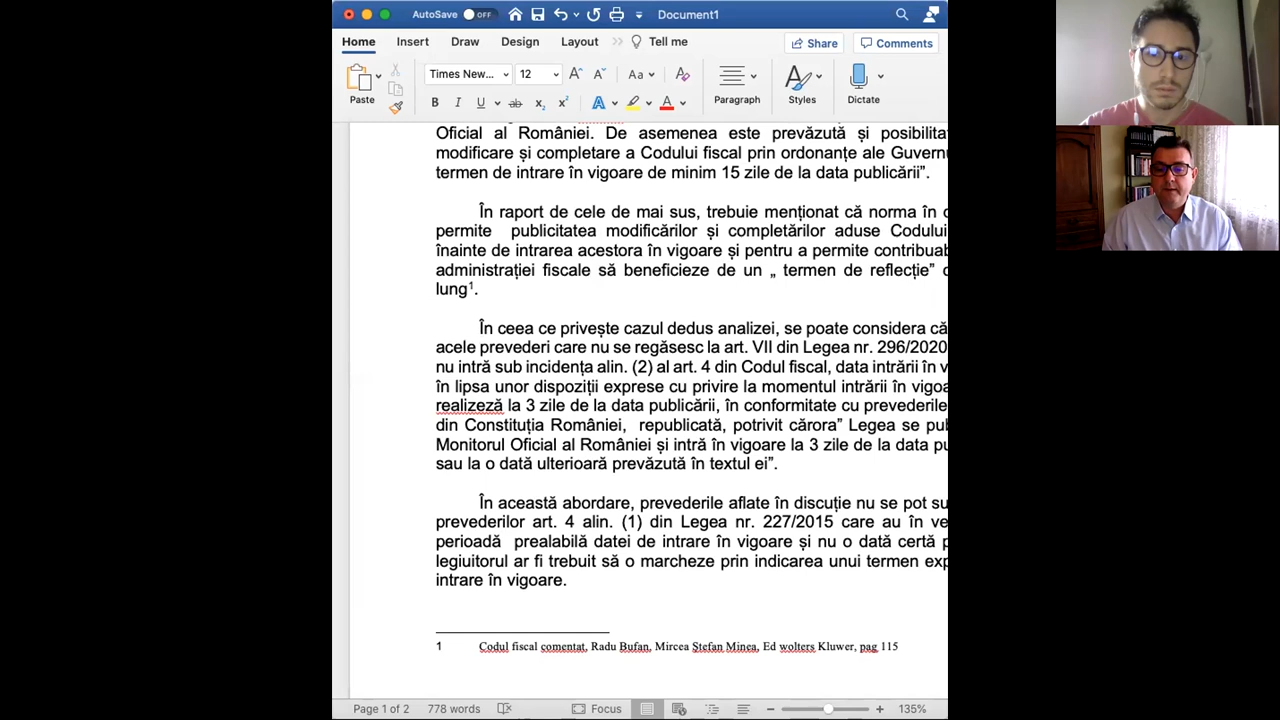 AutoSave OFF Document1
Home Insert Draw Design Layout Tell me Share Comments
Times New... 12 Aa
Paste B I U ab x₂ x² A A Paragraph Styles Dictate
Oficial al României. De asemenea este prevăzută și
modificare și completare a Codului fiscal prin ordonanțe ale
termen de intrare în vigoare de minim 15 zile de la data publicării”.
În raport de cele de mai sus, trebuie menționat că norma în
permite publicitatea modificărilor și completărilor aduse Codului
înainte de intrarea acestora în vigoare și pentru a permite
administrației fiscale să beneficieze de un „ termen de reflecție”
lung¹.
În ceea ce privește cazul dedus analizei, se poate considera că
acele prevederi care nu se regăsesc la art. VII din Legea nr. 296/2020
nu intră sub incidența alin. (2) al art. 4 din Codul fiscal, data intrării în
în lipsa unor dispoziții exprese cu privire la momentul intrării în
realizeză la 3 zile de la data publicării, în conformitate cu prevederile
din Constituția României, republicată, potrivit cărora” Legea se
Monitorul Oficial al României și intră în vigoare la 3 zile de la data
sau la o dată ulterioară prevăzută în textul ei”.
În această abordare, prevederile aflate în discuție nu se pot
prevederilor art. 4 alin. (1) din Legea nr. 227/2015 care au în
perioadă prealabilă datei de intrare în vigoare și nu o dată certă
legiuitorul ar fi trebuit să o marcheze prin indicarea unui termen
intrare în vigoare.
1 Codul fiscal comentat, Radu Bufan, Mircea Ștefan Minea, Ed wolters Kluwer, pag 115
Page 1 of 2 778 words Focus 135%